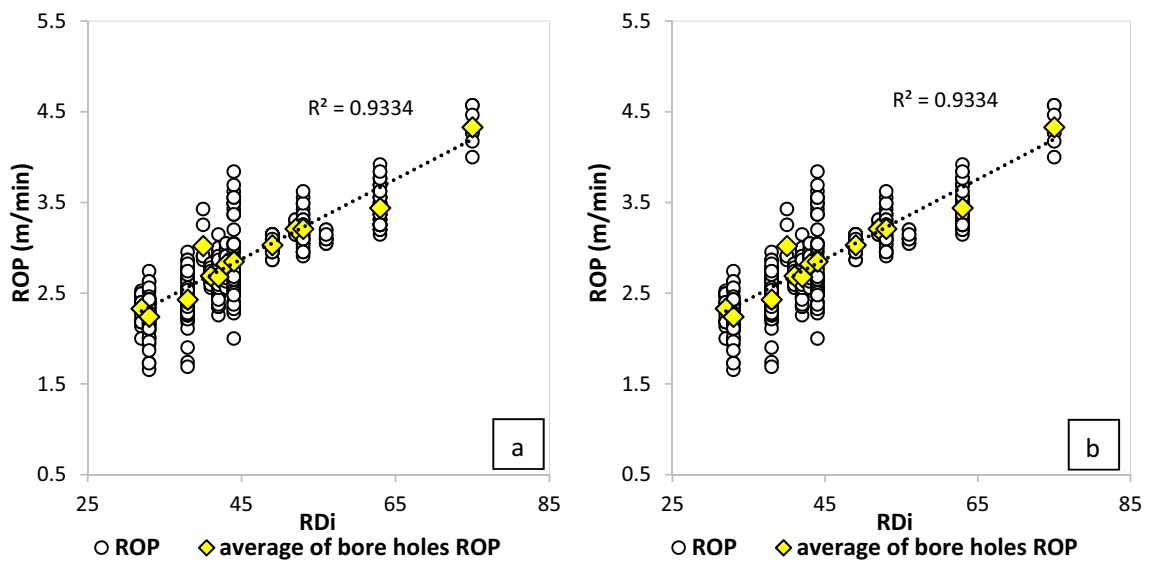 5.5
4.5
3.5
2.5
1.5
0.5
ROP (m/min)
R² = 0.9334
a
25 45 65 85
RDi
ROP average of bore holes ROP
5.5
4.5
3.5
2.5
1.5
0.5
ROP (m/min)
R² = 0.9334
b
25 45 65 85
RDi
ROP average of bore holes ROP